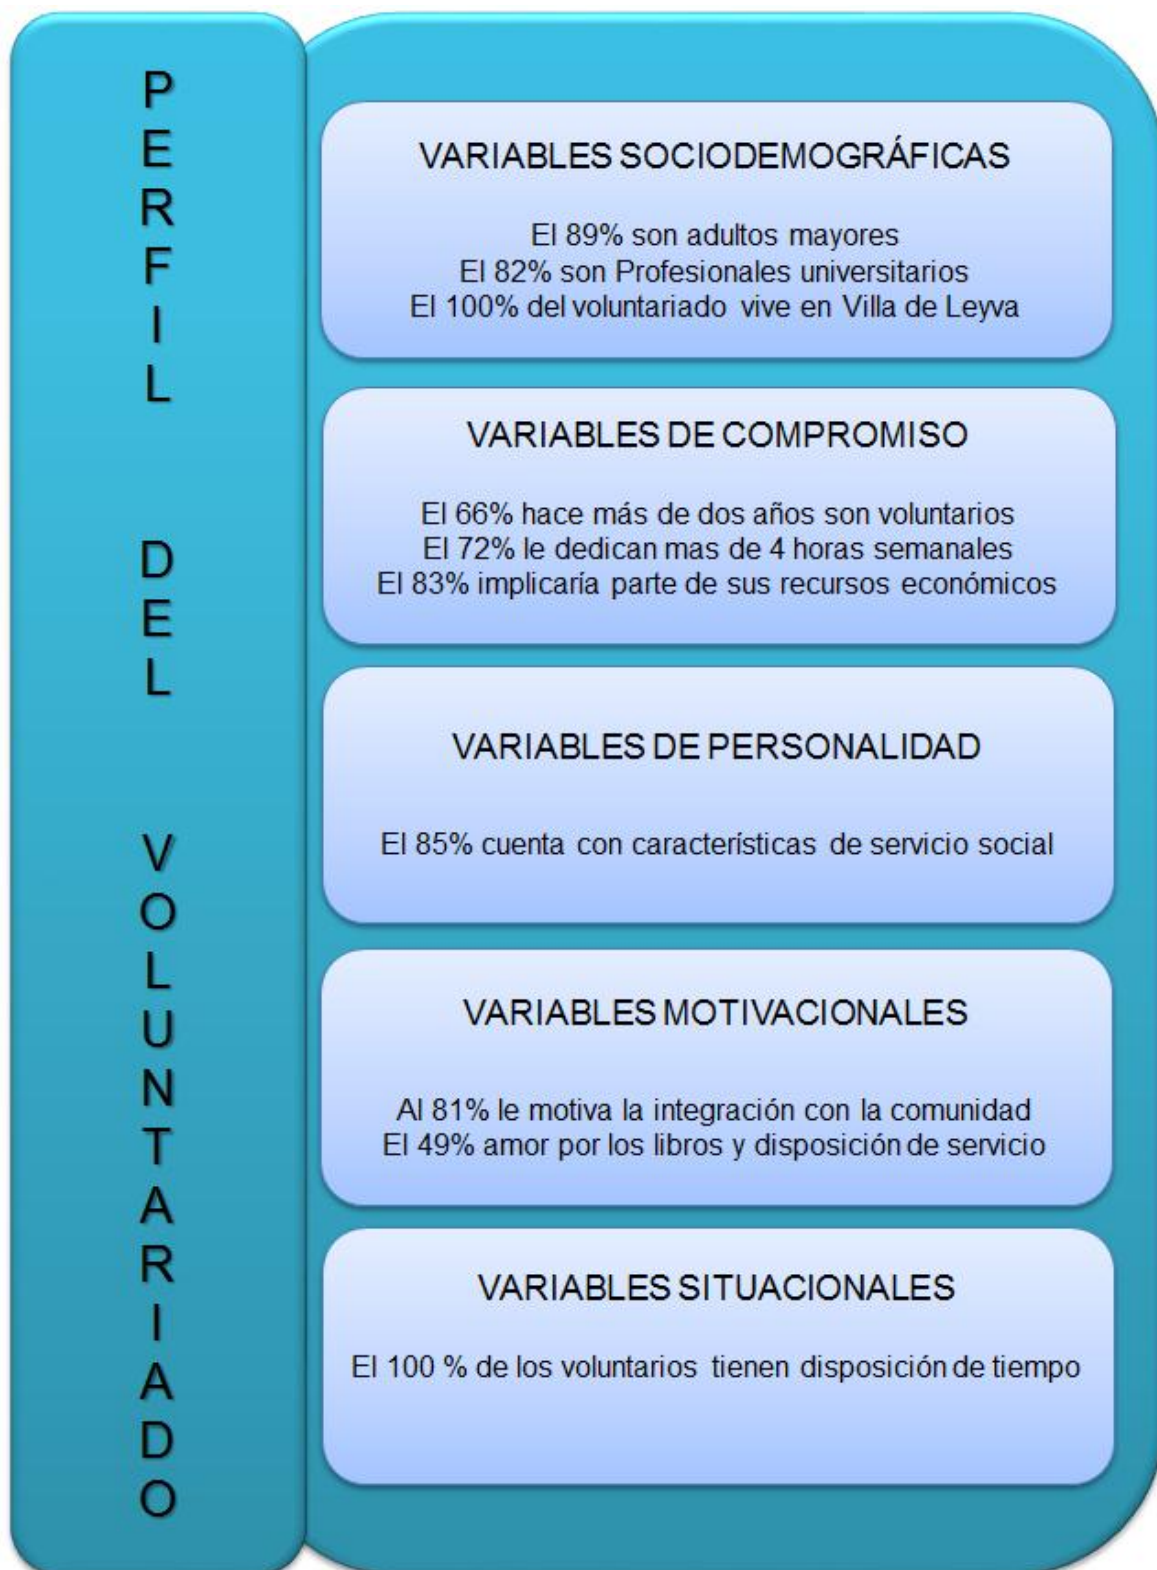 PERFIL DEL VOLUNTARIADO
VARIABLES SOCIODEMOGRÁFICAS
El 89% son adultos mayores
El 82% son Profesionales universitarios
El 100% del voluntariado vive en Villa de Leyva
VARIABLES DE COMPROMISO
El 66% hace más de dos años son voluntarios
El 72% le dedican mas de 4 horas semanales
El 83% implicaría parte de sus recursos económicos
VARIABLES DE PERSONALIDAD
El 85% cuenta con características de servicio social
VARIABLES MOTIVACIONALES
Al 81% le motiva la integración con la comunidad
El 49% amor por los libros y disposición de servicio
VARIABLES SITUACIONALES
El 100 % de los voluntarios tienen disposición de tiempo